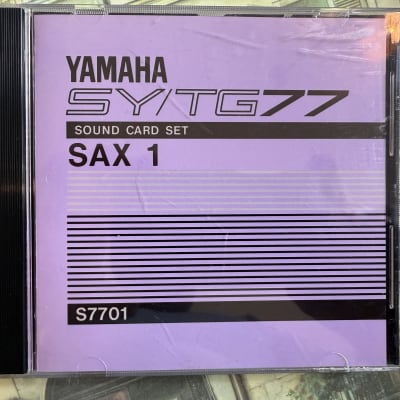 YAMAHA
SY/TG77
SOUND CARD SET
SAX 1
S7701